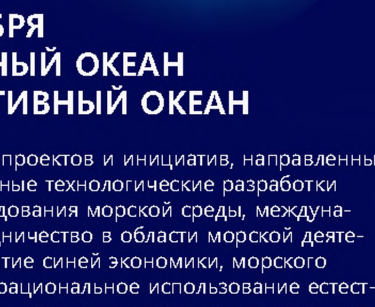 БРЯ
НЫЙ ОКЕАН
ТИВНЫЙ ОКЕАН
проектов и инициатив, направленны
ные технологические разработки
дования морской среды, междуна-
ничество в области морской деяте-
тие синей экономики, морского
рациональное использование естест-